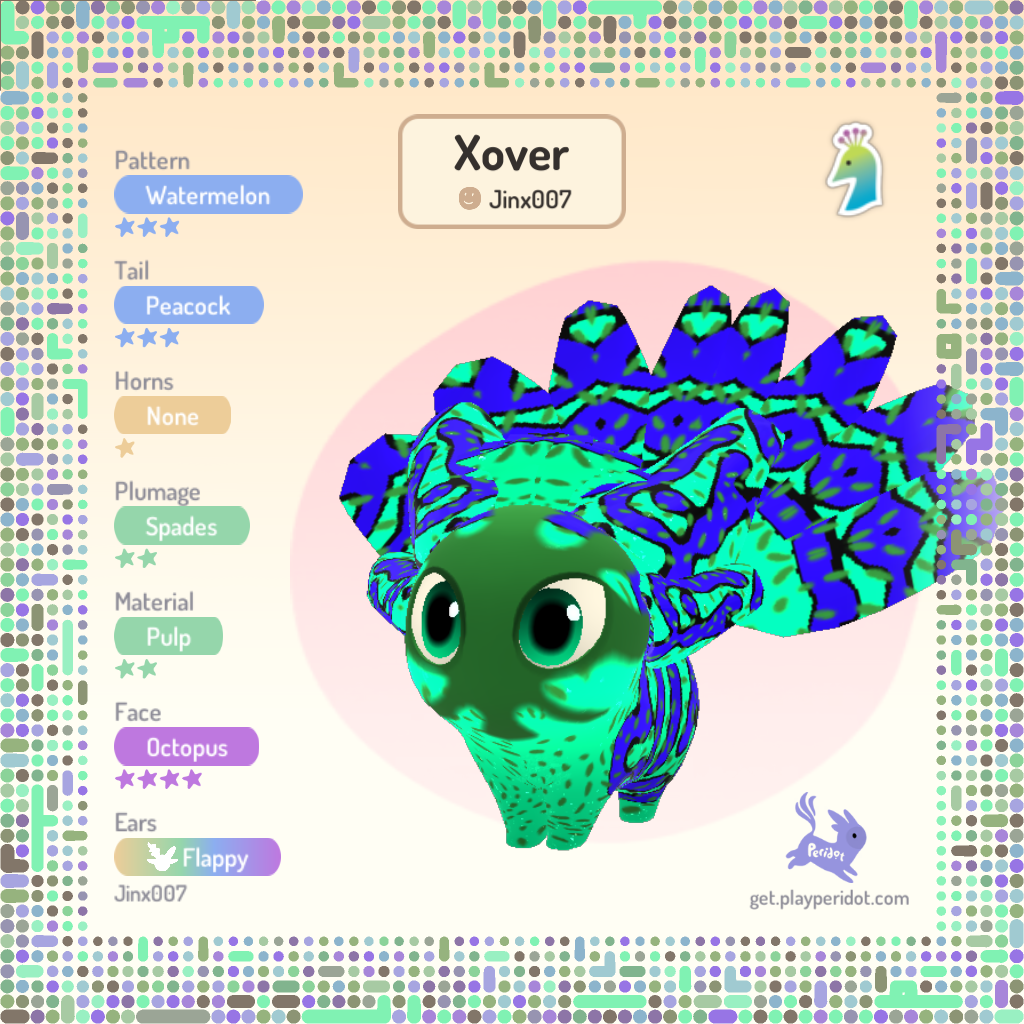 Xover
Jinx007
Pattern
Watermelon
Tail
Peacock
Horns
None
Plumage
Spades
Material
Pulp
Face
Octopus
Ears
Flappy
Jinx007
Peridot
get.playperidot.com